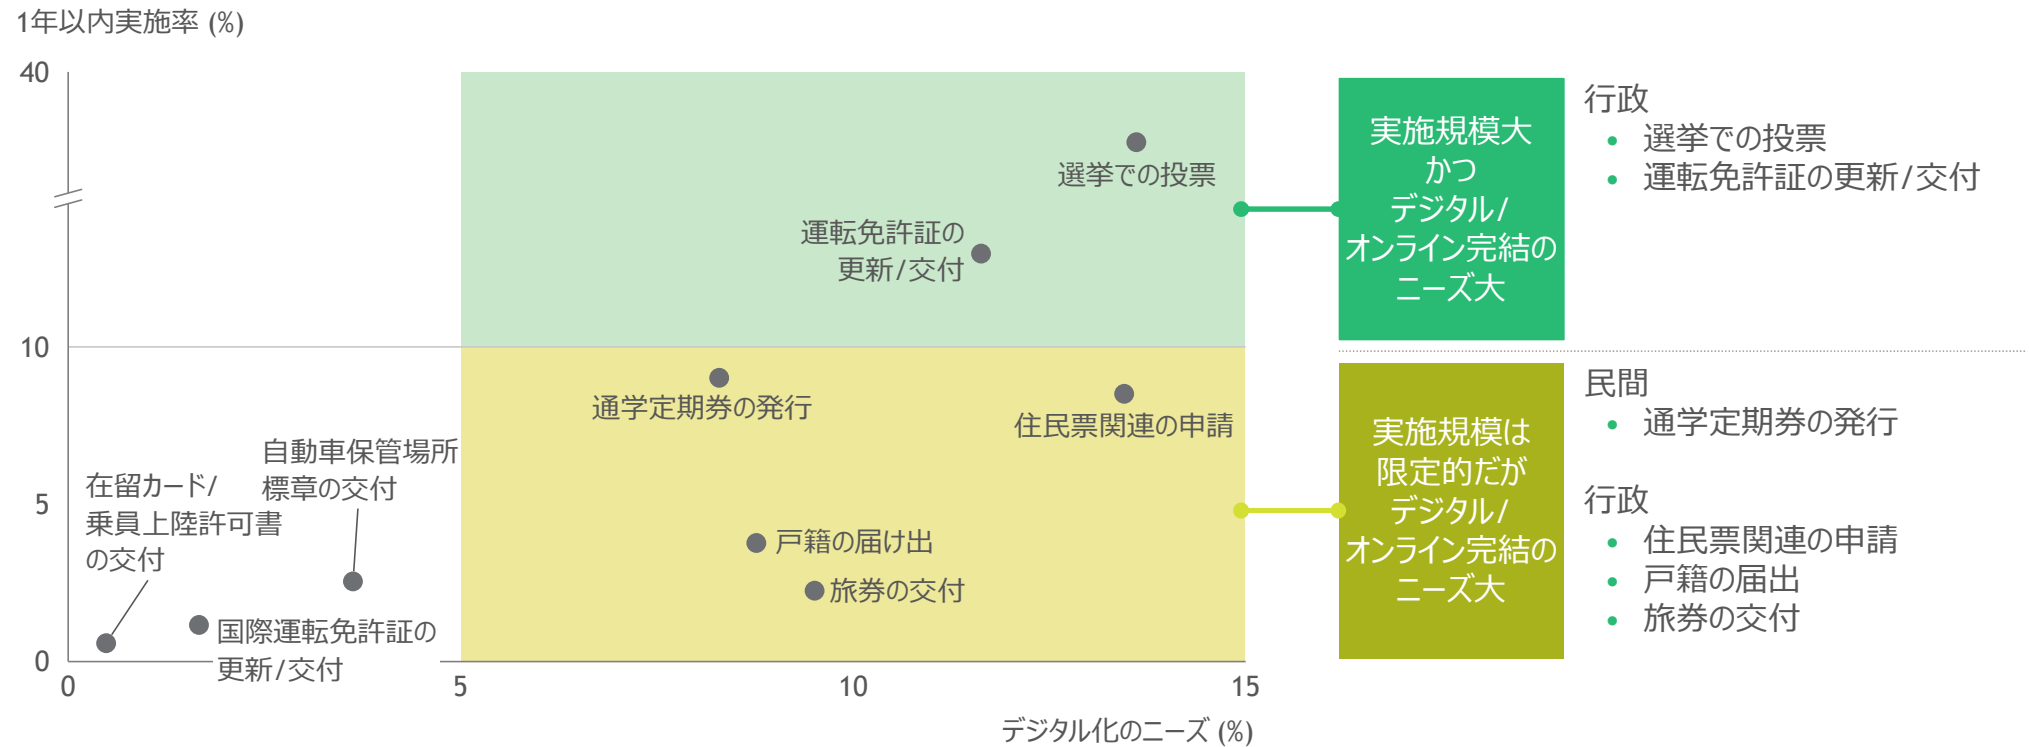 1年以内実施率 (%)
40
10
5
0
0
5
10
15
デジタル化のニーズ (%)
選挙での投票
運転免許証の
更新/交付
通学定期券の発行
住民票関連の申請
自動車保管場所
標章の交付
在留カード/
乗員上陸許可書
の交付
戸籍の届け出
旅券の交付
国際運転免許証の
更新/交付
実施規模大
かつ
デジタル/
オンライン完結の
ニーズ大
行政
• 選挙での投票
• 運転免許証の更新/交付
実施規模は
限定的だが
デジタル/
オンライン完結の
ニーズ大
民間
• 通学定期券の発行
行政
• 住民票関連の申請
• 戸籍の届出
• 旅券の交付